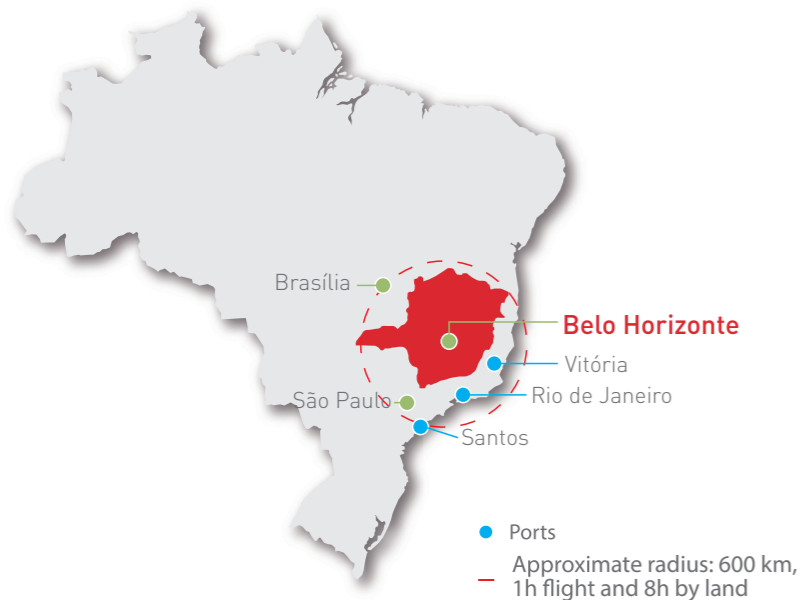 Brasília
Belo Horizonte
Vitória
São Paulo
Rio de Janeiro
Santos
Ports
Approximate radius: 600 km,
1h flight and 8h by land